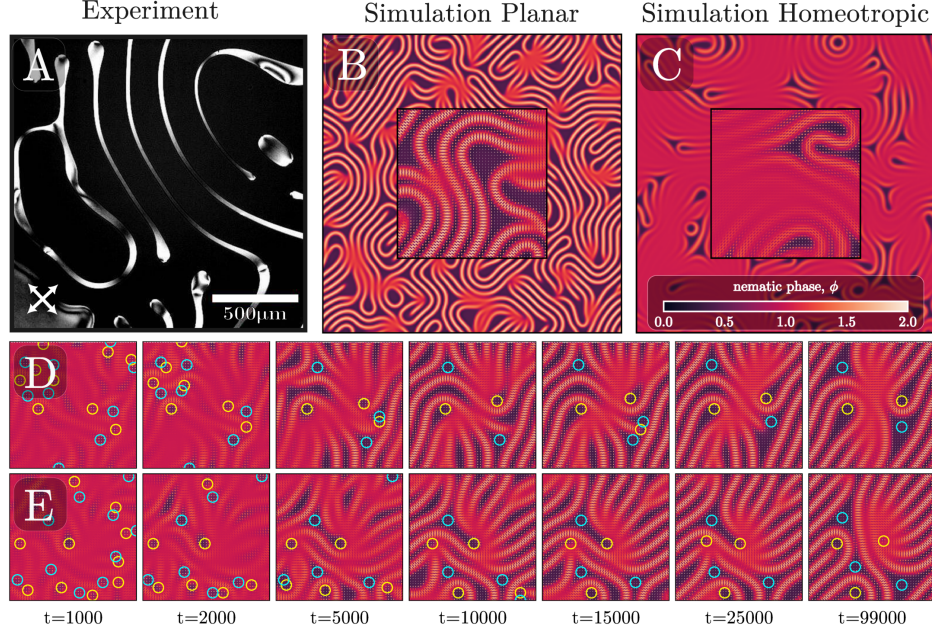 Experiment
Simulation Planar
Simulation Homeotropic
A
B
C
500μm
nematic phase, ϕ
0.0 0.5 1.0 1.5 2.0
D
E
t=1000 t=2000 t=5000 t=10000 t=15000 t=25000 t=99000